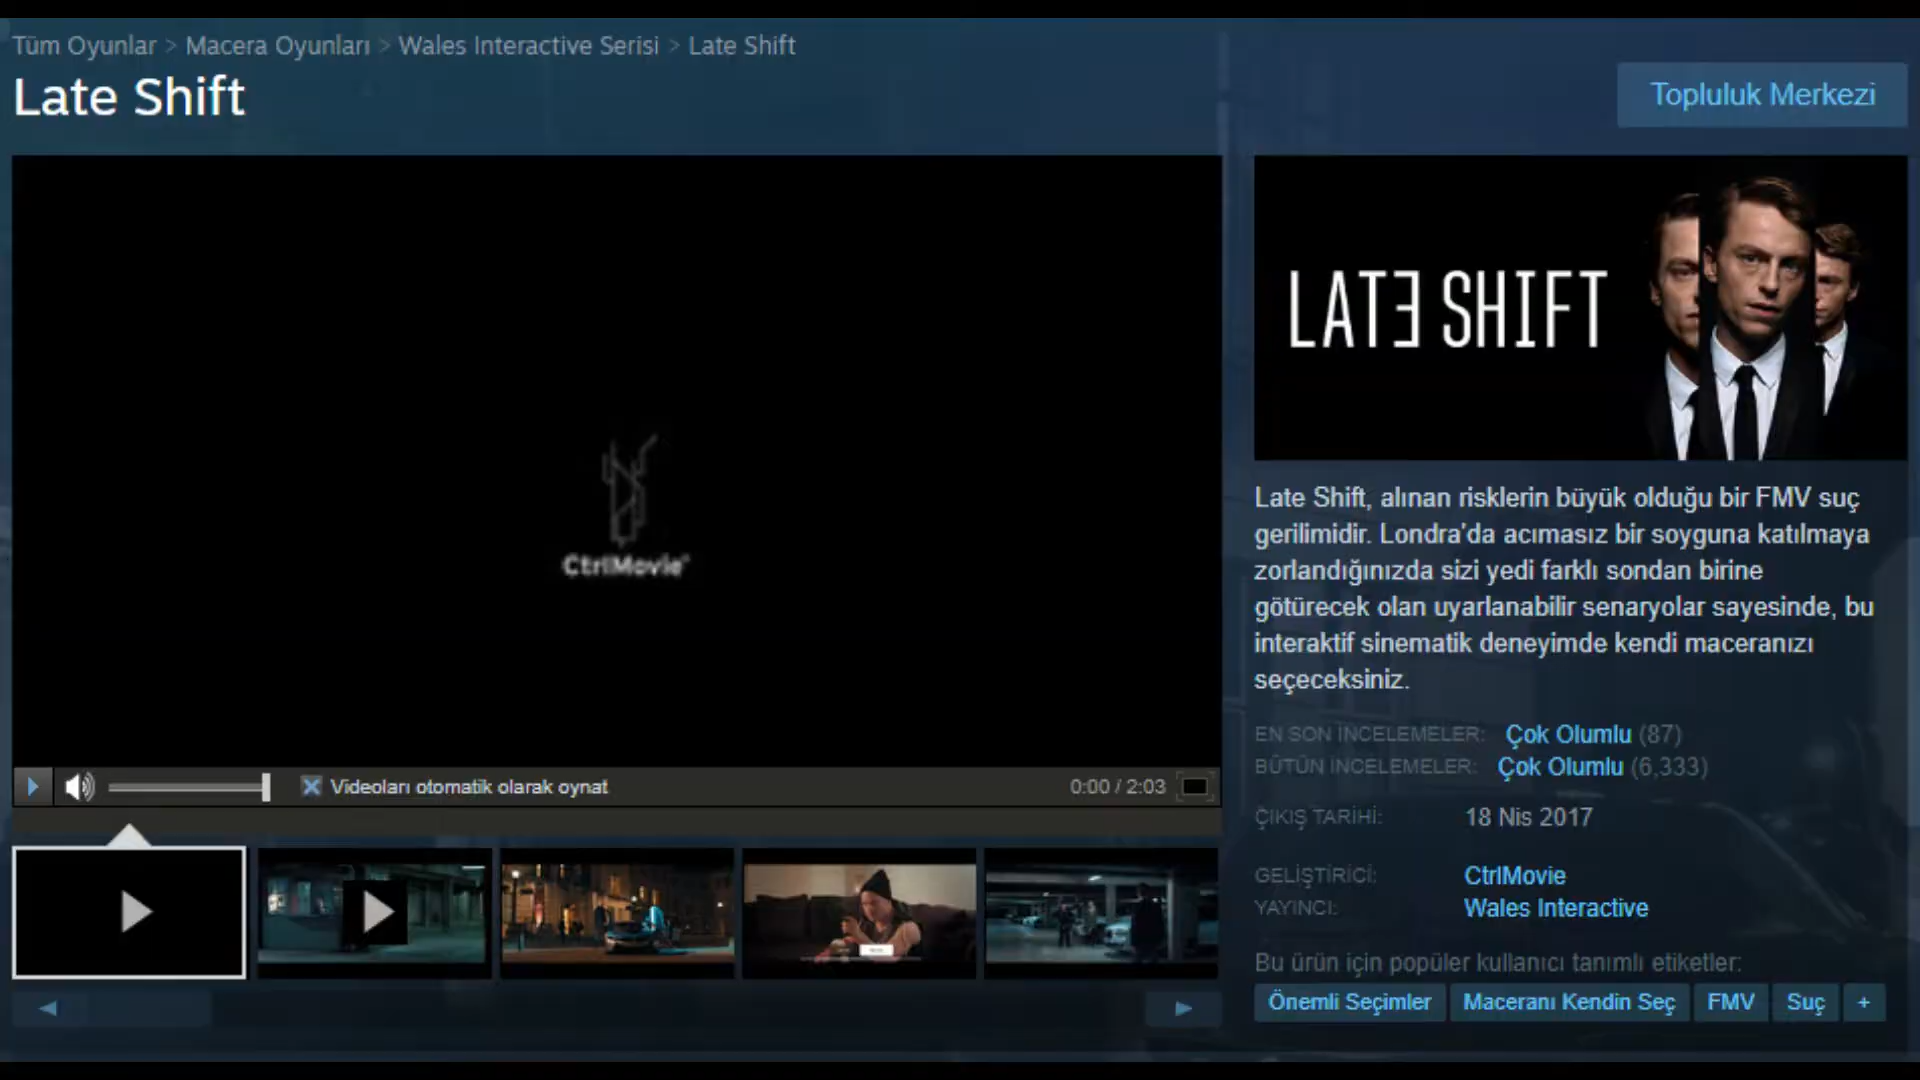 Tüm Oyunlar > Macera Oyunları > Wales Interactive Serisi > Late Shift
Late Shift
Topluluk Merkezi
CtrlMovie
LATE SHIFT
Late Shift, alınan risklerin büyük olduğu bir FMV suç
gerilimidir. Londra'da acımasız bir soyguna katılmaya
zorlandığınızda sizi yedi farklı sondan birine
götürecek olan uyarlanabilir senaryolar sayesinde, bu
interaktif sinematik deneyimde kendi maceranızı
seçeceksiniz.
EN SON İNCELEMELER: Çok Olumlu (87)
BÜTÜN İNCELEMELER: Çok Olumlu (6,333)
ÇIKIŞ TARİHİ: 18 Nis 2017
GELİŞTİRİCİ: CtrlMovie
YAYINCI: Wales Interactive
Bu ürün için popüler kullanıcı tanımlı etiketler:
Önemli Seçimler Maceranı Kendin Seç FMV Suç +
Videoları otomatik olarak oynat 0:00 / 2:03